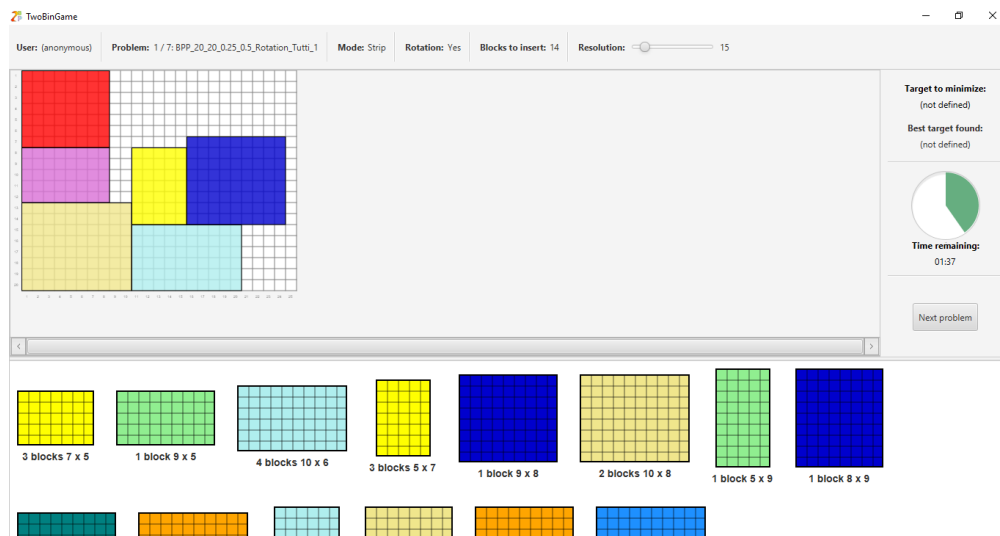 TwoBinGame
User: (anonymous) Problem: 1 / 7: BPP_20_20_0.25_0.5_Rotation_Tutti_1 Mode: Strip Rotation: Yes Blocks to insert: 14 Resolution: 15
Target to minimize:
(not defined)
Best target found:
(not defined)
Time remaining:
01:37
Next problem
3 blocks 7 x 5
1 block 9 x 5
4 blocks 10 x 6
3 blocks 5 x 7
1 block 9 x 8
2 blocks 10 x 8
1 block 5 x 9
1 block 8 x 9